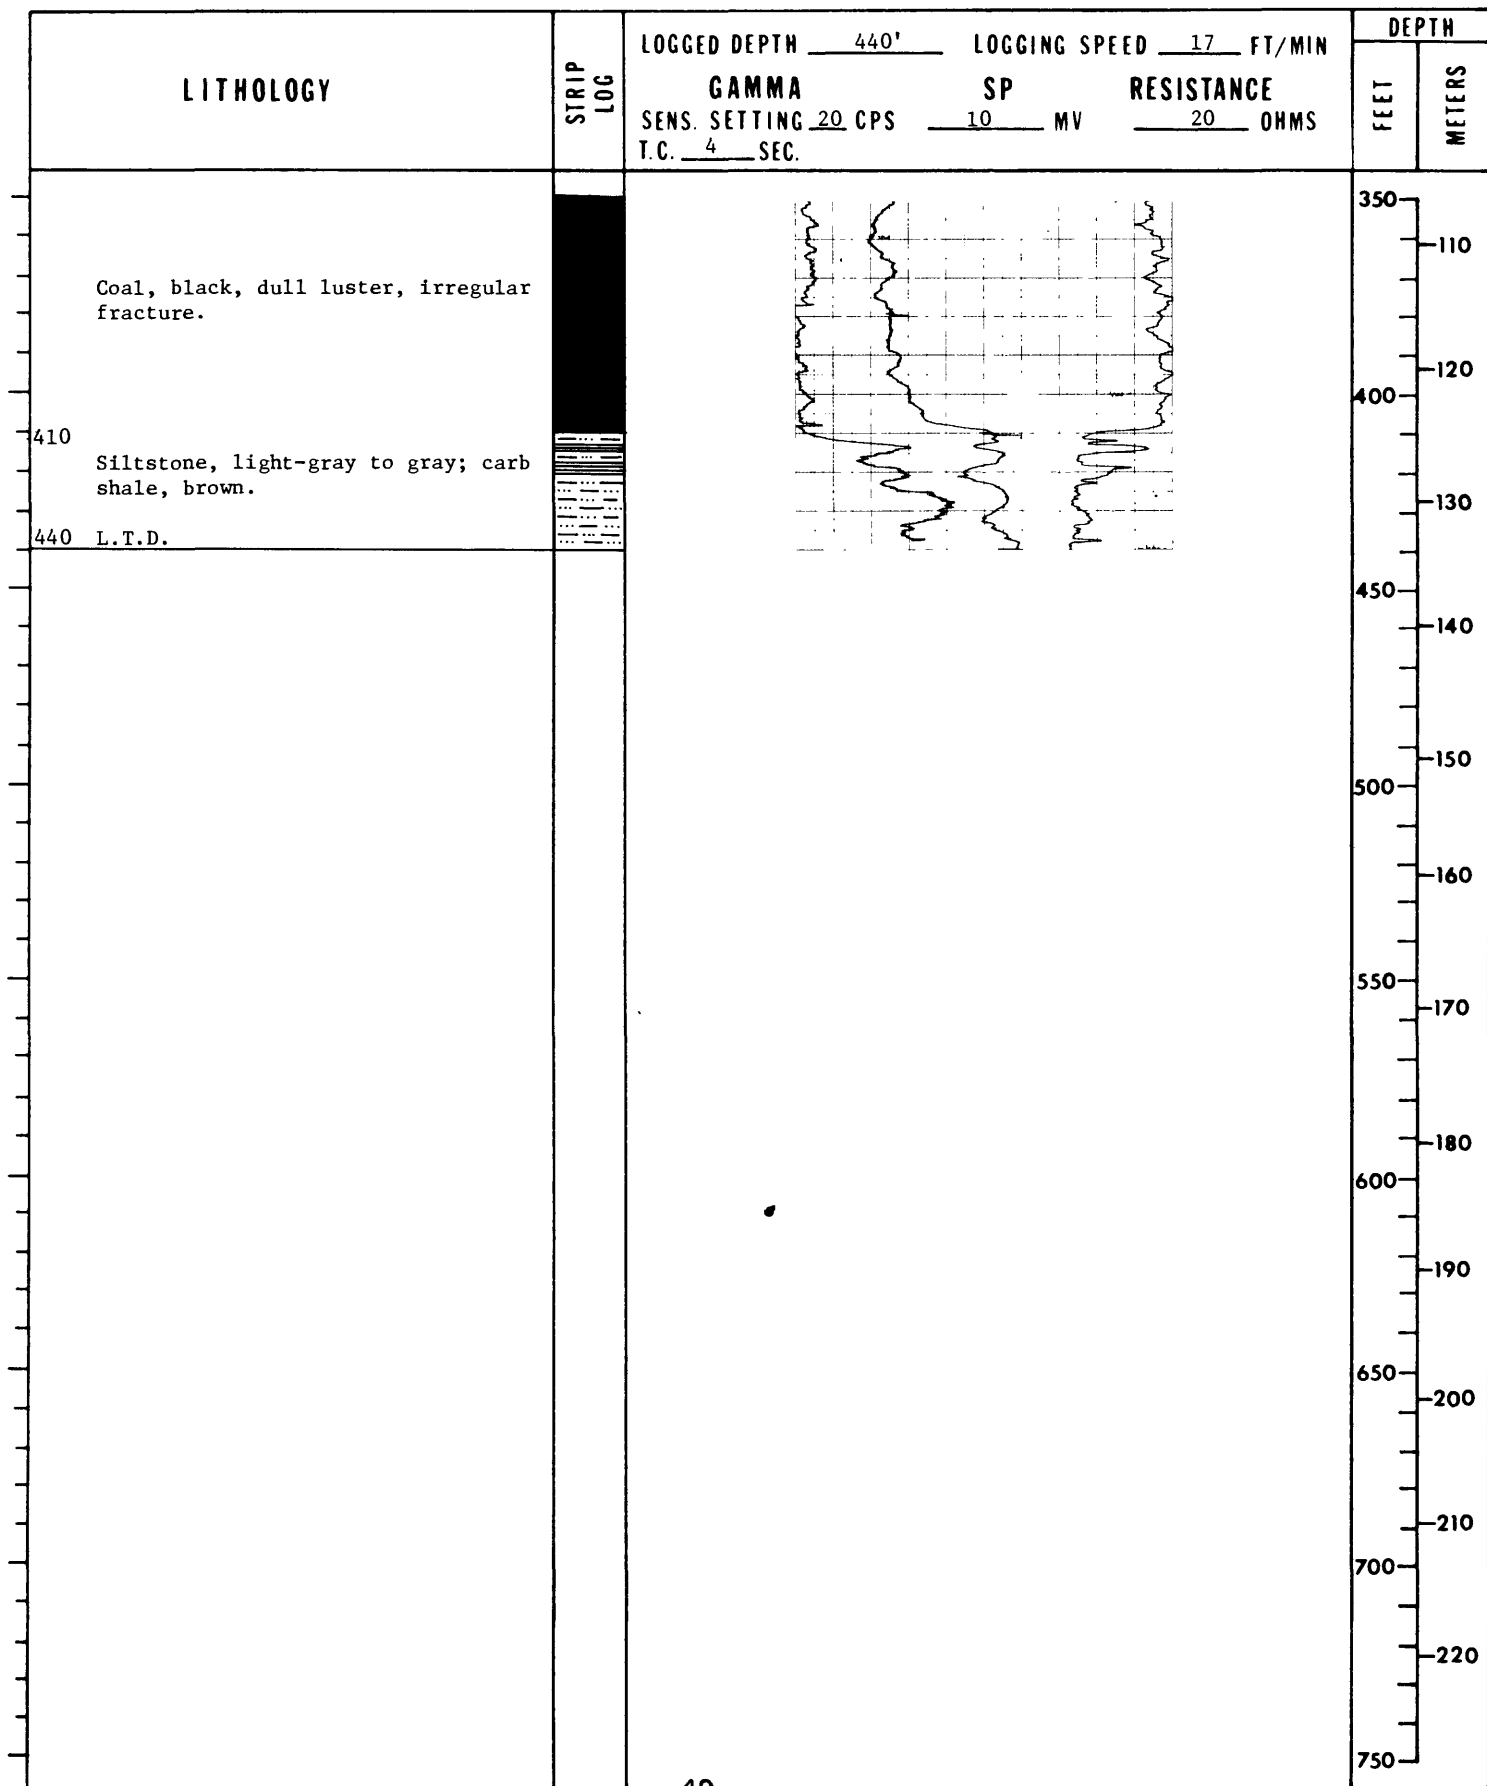 LITHOLOGY
STRIP LOG
LOGGED DEPTH 440' LOGGING SPEED 17 FT/MIN
GAMMA SP RESISTANCE
SENS. SETTING 20 CPS 10 MV 20 OHMS
T.C. 4 SEC.
DEPTH
FEET
METERS
Coal, black, dull luster, irregular
fracture.
410
Siltstone, light-gray to gray; carb
shale, brown.
440 L.T.D.
350
110
120
400
130
450
140
150
500
160
550
170
180
600
190
650
200
210
700
220
750